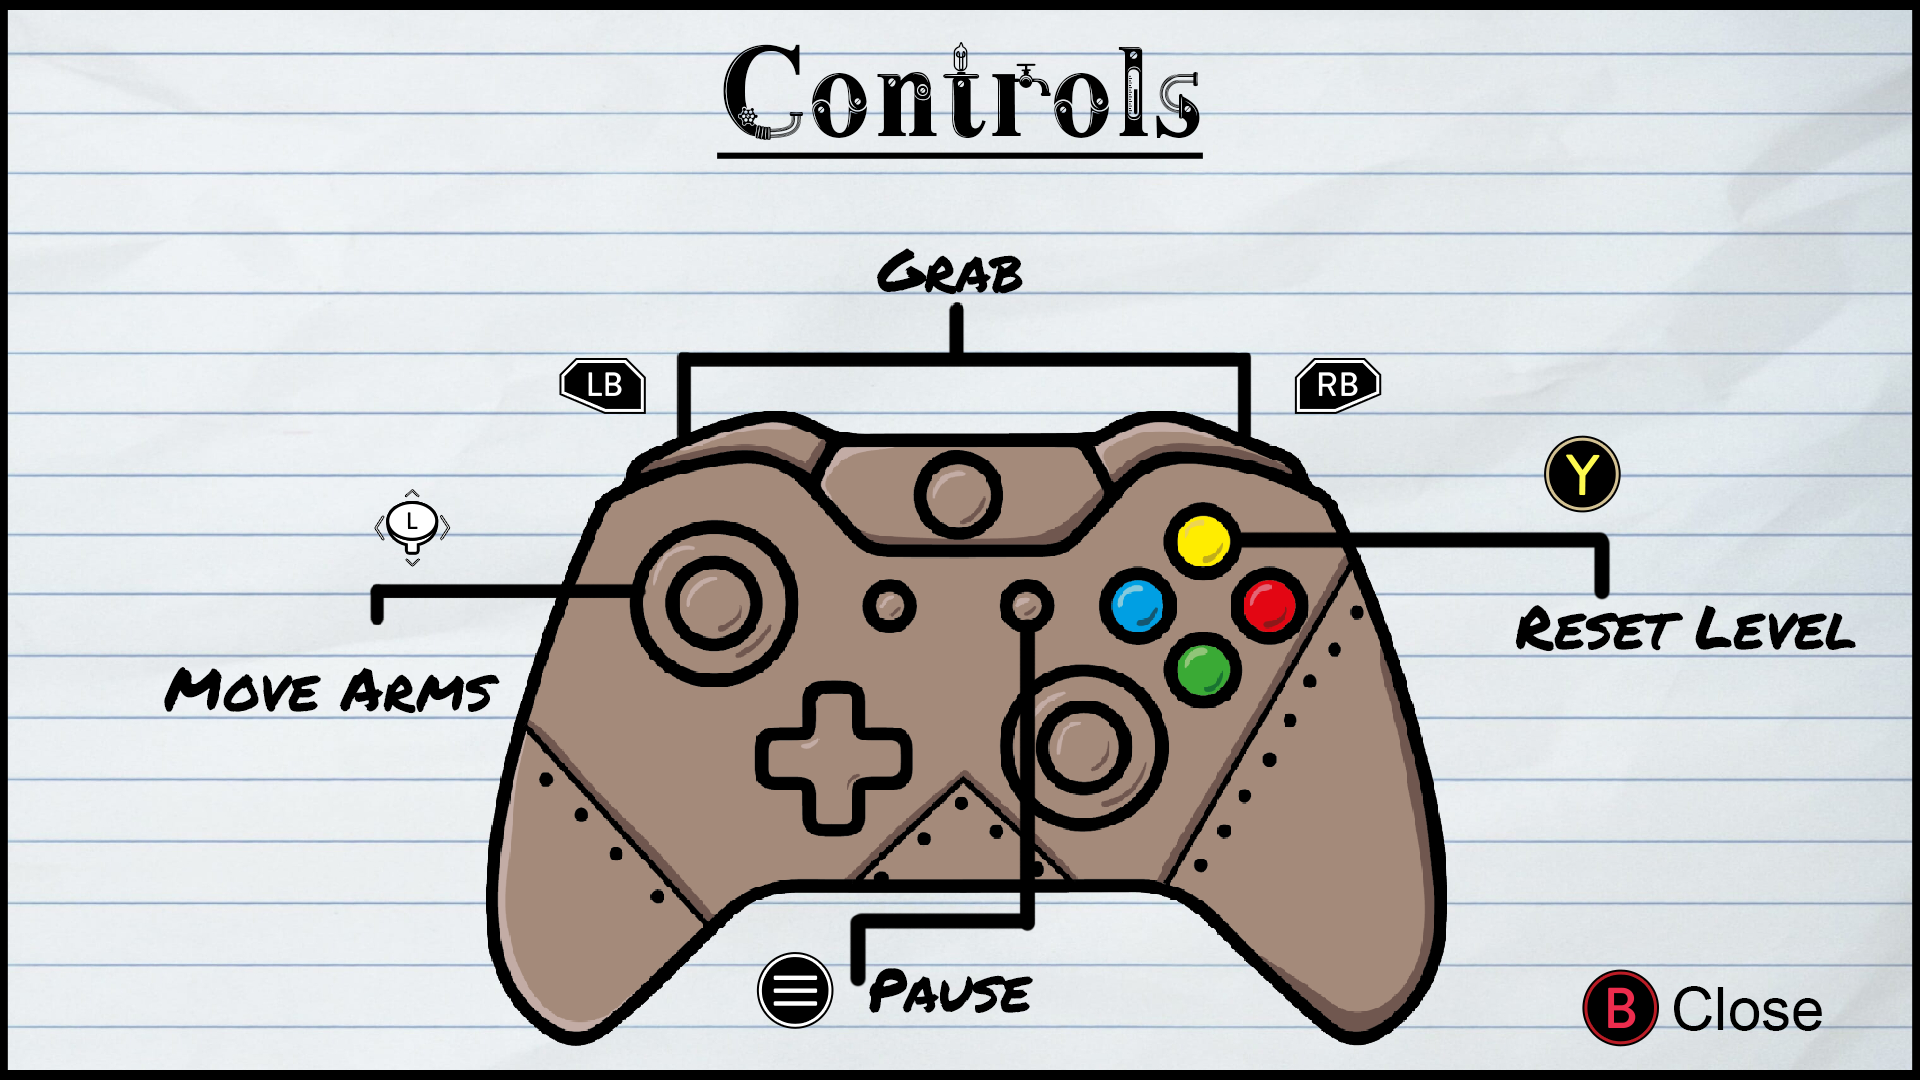 Controls
Grab
LB
RB
Y
L
Reset Level
Move Arms
Pause
B Close